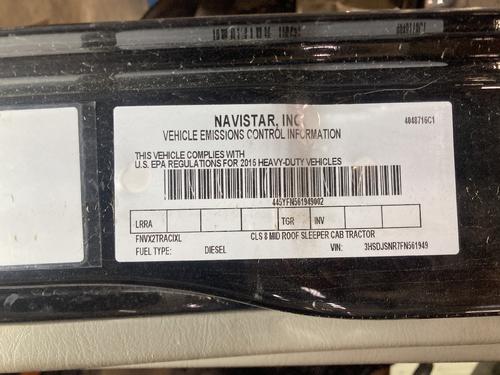 NAVISTAR, INC
4048716C1
VEHICLE EMISSIONS CONTROL INFORMATION
THIS VEHICLE COMPLIES WITH
U.S. EPA REGULATIONS FOR 2015 HEAVY-DUTY VEHICLES
445YFN561949002
LRRA TGR INV
FNVX2TRACIXL CLS 8 MID ROOF SLEEPER CAB TRACTOR
FUEL TYPE: DIESEL VIN: 3HSDJSNR7FN561949